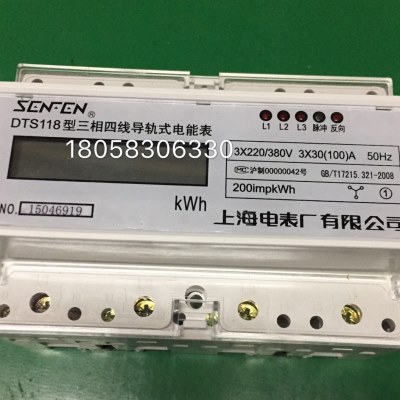 SENFEN®
DTS118型三相四线导轨式电能表
L1 L2 L3 脉冲 反向
18058306330
3X220/380V 3X30(100)A 50Hz
MC 沪制00000042号 GB/T17215.321-2008
200impkWh
①
kWh
NO. 15046919
上海电表厂有限公司